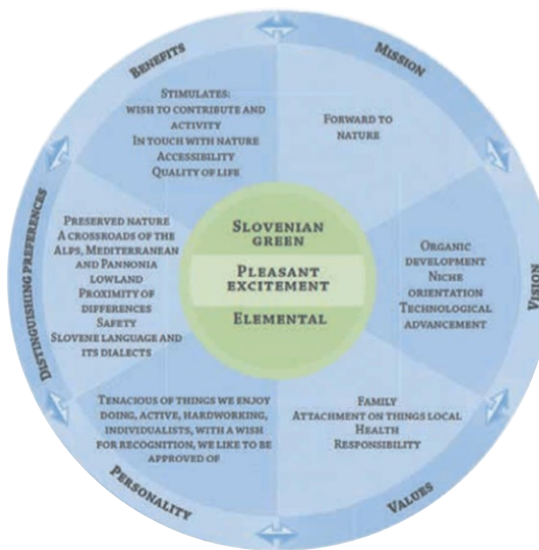 BENEFITS
STIMULATES:
WISH TO CONTRIBUTE AND
ACTIVITY
IN TOUCH WITH NATURE
ACCESSIBILITY
QUALITY OF LIFE
MISSION
FORWARD TO
NATURE
DISTINGUISHING PREFERENCES
PRESERVED NATURE
A CROSSROADS OF THE
ALPS, MEDITERRANEAN
AND PANNONIA
LOWLAND
PROXIMITY OF
DIFFERENCES
SAFETY
SLOVENE LANGUAGE AND
ITS DIALECTS
SLOVENIAN
GREEN
PLEASANT
EXCITEMENT
ELEMENTAL
ORGANIC
DEVELOPMENT
NICHE
ORIENTATION
TECHNOLOGICAL
ADVANCEMENT
VISION
TENACIOUS OF THINGS WE ENJOY
DOING, ACTIVE, HARDWORKING,
INDIVIDUALISTS, WITH A WISH
FOR RECOGNITION, WE LIKE TO BE
APPROVED OF
PERSONALITY
FAMILY
ATTACHMENT ON THINGS LOCAL
HEALTH
RESPONSIBILITY
VALUES